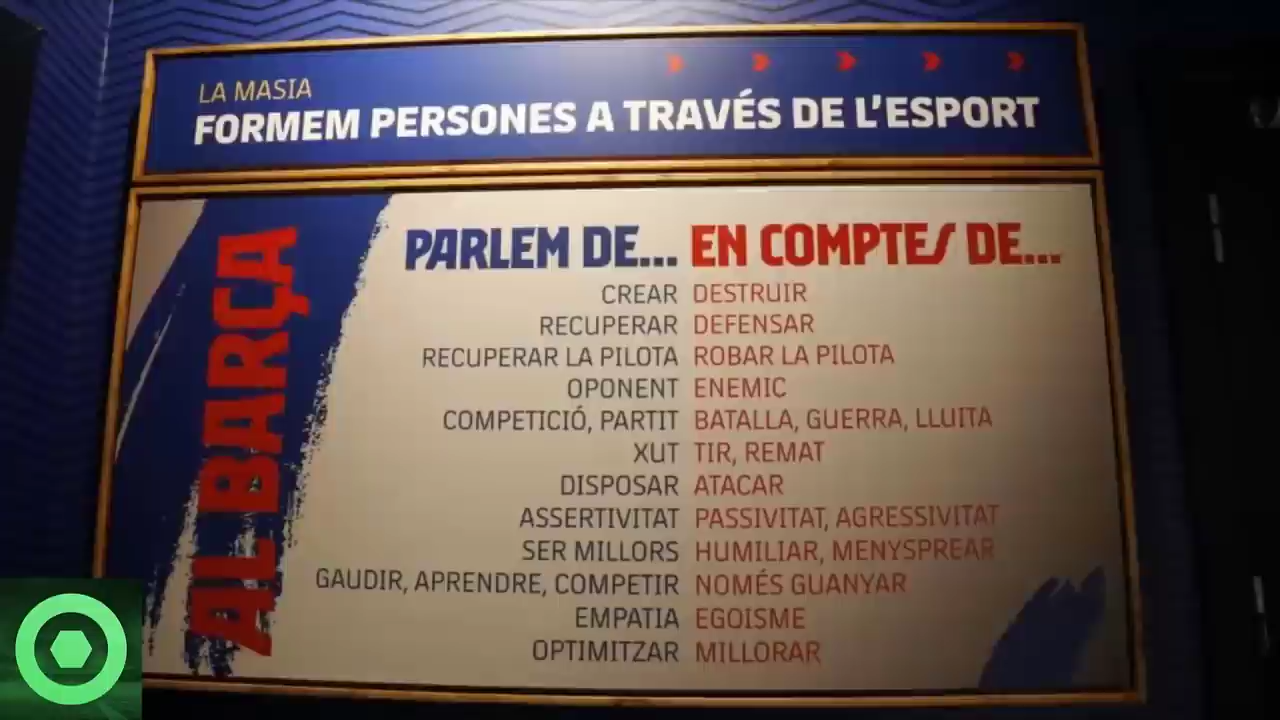 LA MASIA
FORMEM PERSONES A TRAVÉS DE L'ESPORT
AL BARÇA
PARLEM DE... EN COMPTES DE...
CREAR DESTRUIR
RECUPERAR DEFENSAR
RECUPERAR LA PILOTA ROBAR LA PILOTA
OPONENT ENEMIC
COMPETICIÓ, PARTIT BATALLA, GUERRA, LLUITA
XUT TIR, REMAT
DISPOSAR ATACAR
ASSERTIVITAT PASSIVITAT, AGRESSIVITAT
SER MILLORS HUMILIAR, MENYSPREAR
GAUDIR, APRENDRE, COMPETIR NOMÉS GUANYAR
EMPATIA EGOISME
OPTIMITZAR MILLORAR